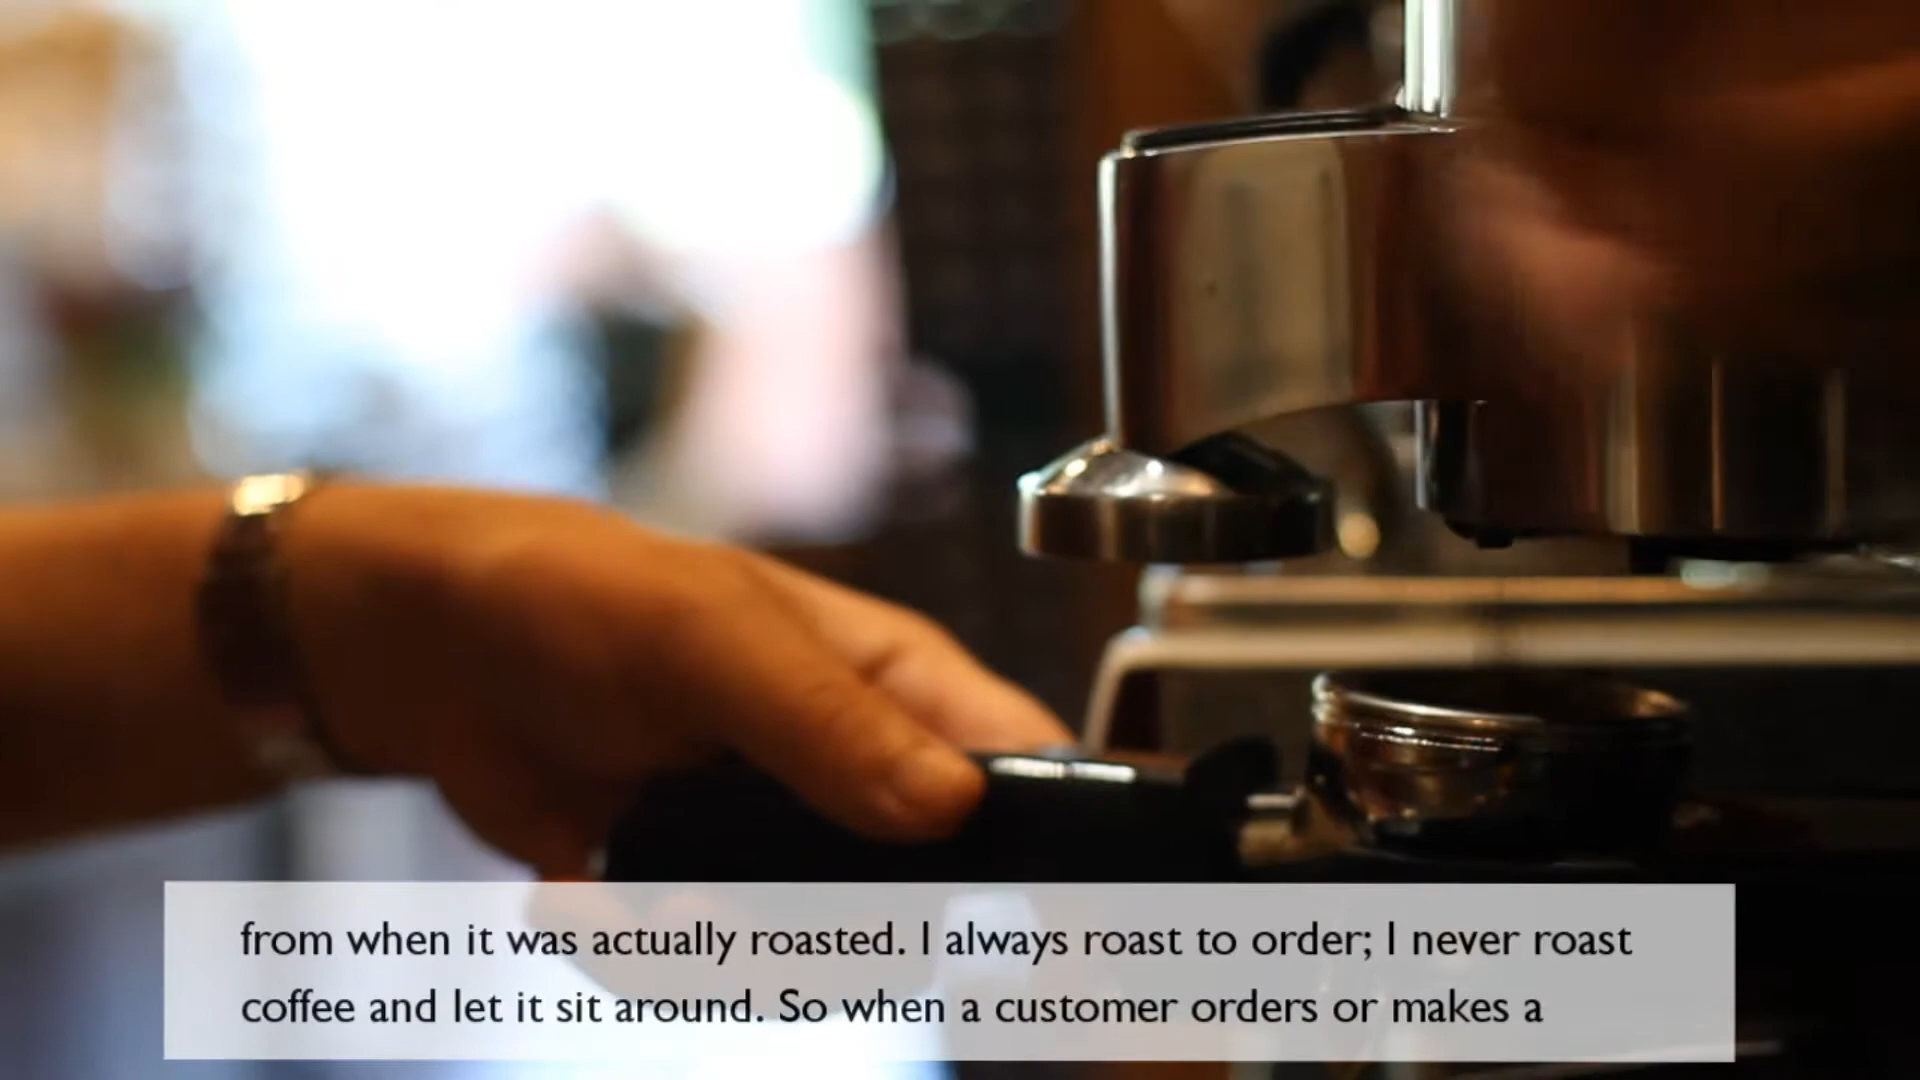 from when it was actually roasted. I always roast to order; I never roast
coffee and let it sit around. So when a customer orders or makes a